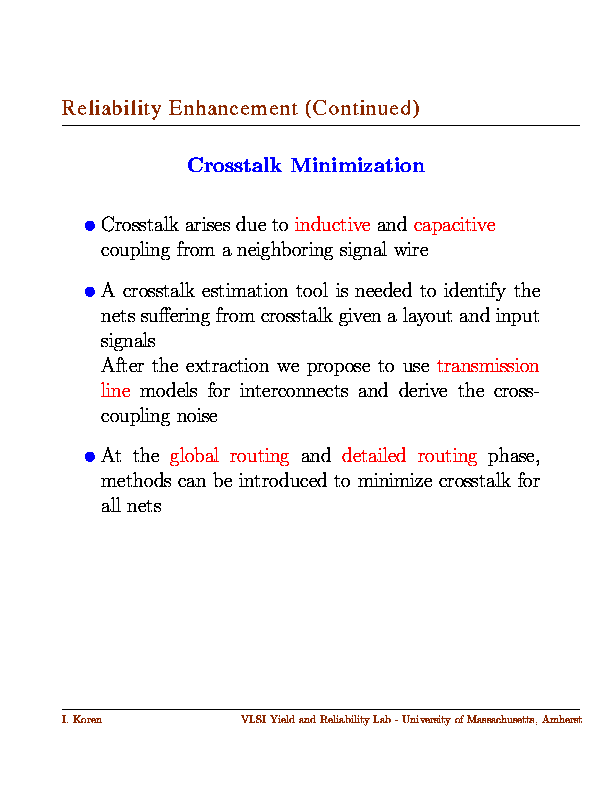 Reliability Enhancement (Continued)
Crosstalk Minimization
● Crosstalk arises due to inductive and capacitive
coupling from a neighboring signal wire
● A crosstalk estimation tool is needed to identify the
nets suffering from crosstalk given a layout and input
signals
After the extraction we propose to use transmission
line models for interconnects and derive the cross-
coupling noise
● At the global routing and detailed routing phase,
methods can be introduced to minimize crosstalk for
all nets
I. Koren VLSI Yield and Reliability Lab - University of Massachusetts, Amherst